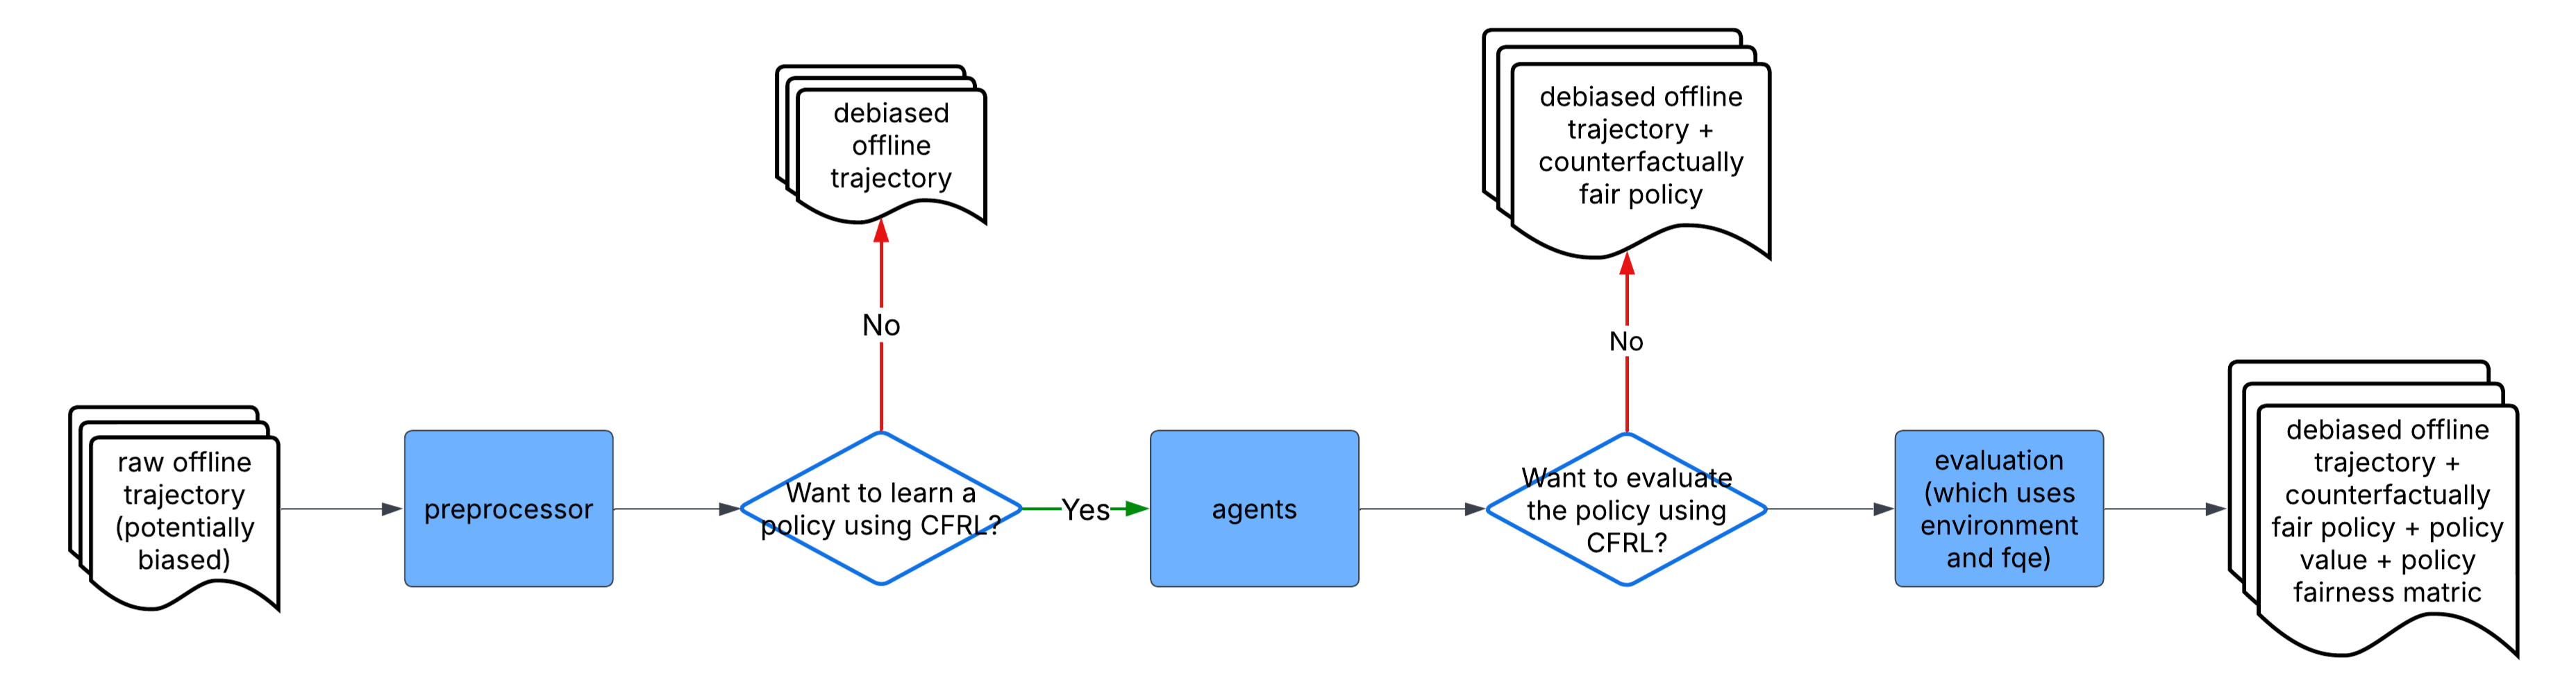 raw offline
trajectory
(potentially
biased)
preprocessor
Want to learn a
policy using CFRL?
No
debiased
offline
trajectory
Yes
agents
Want to evaluate
the policy using
CFRL?
No
debiased offline
trajectory +
counterfactually
fair policy
evaluation
(which uses
environment
and fqe)
debiased offline
trajectory +
counterfactually
fair policy + policy
value + policy
fairness matric